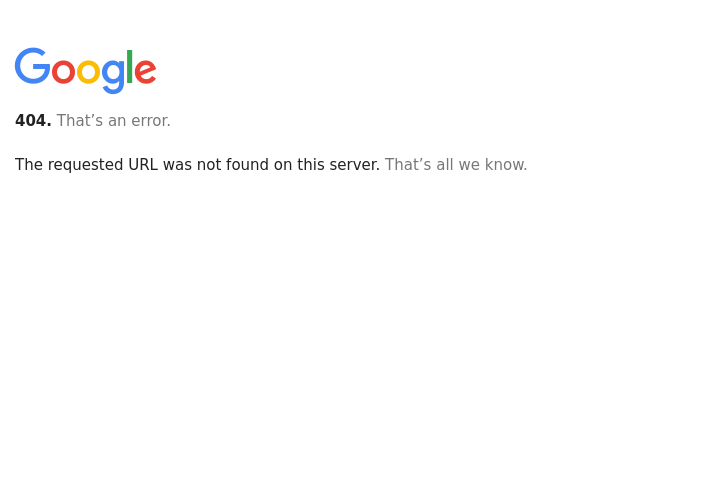 Google
404. That’s an error.
The requested URL was not found on this server. That’s all we know.